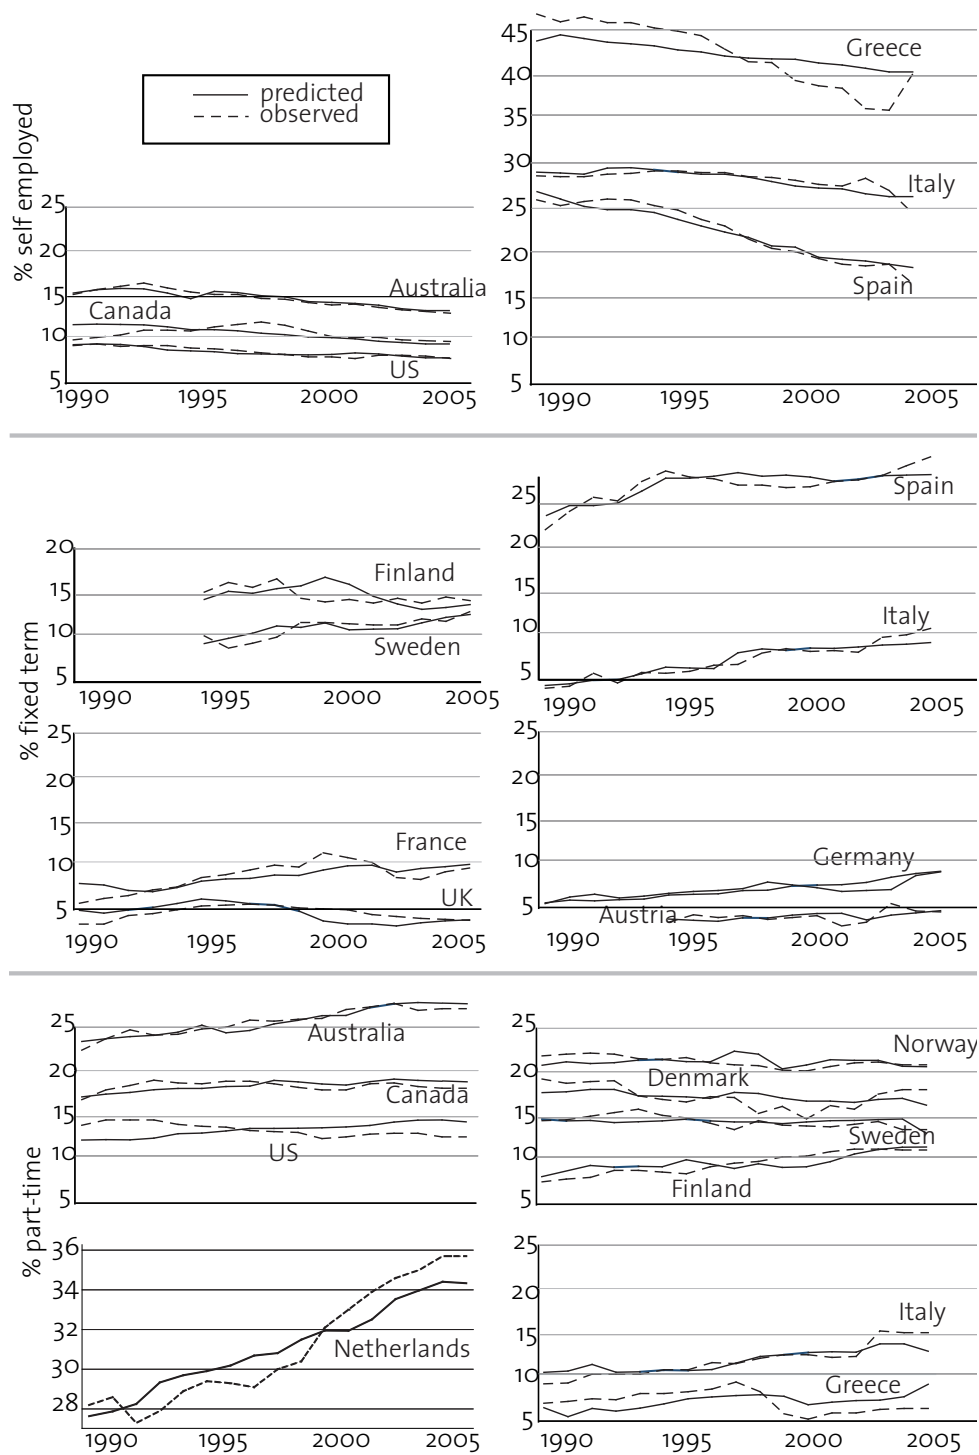 predicted
observed
% self employed
25
20
15
10
5
Australia
Canada
US
1990 1995 2000 2005
45
40
35
30
25
20
15
10
5
Greece
Italy
Spain
1990 1995 2000 2005
% fixed term
20
15
10
5
Finland
Sweden
1990 1995 2000 2005
25
20
15
10
5
Spain
Italy
1990 1995 2000 2005
25
20
15
10
5
France
UK
1990 1995 2000 2005
25
20
15
10
5
Germany
Austria
1990 1995 2000 2005
% part-time
25
20
15
10
5
Australia
Canada
US
25
20
15
10
5
Norway
Denmark
Sweden
Finland
36
34
32
30
28
Netherlands
1990 1995 2000 2005
25
20
15
10
5
Italy
Greece
1990 1995 2000 2005